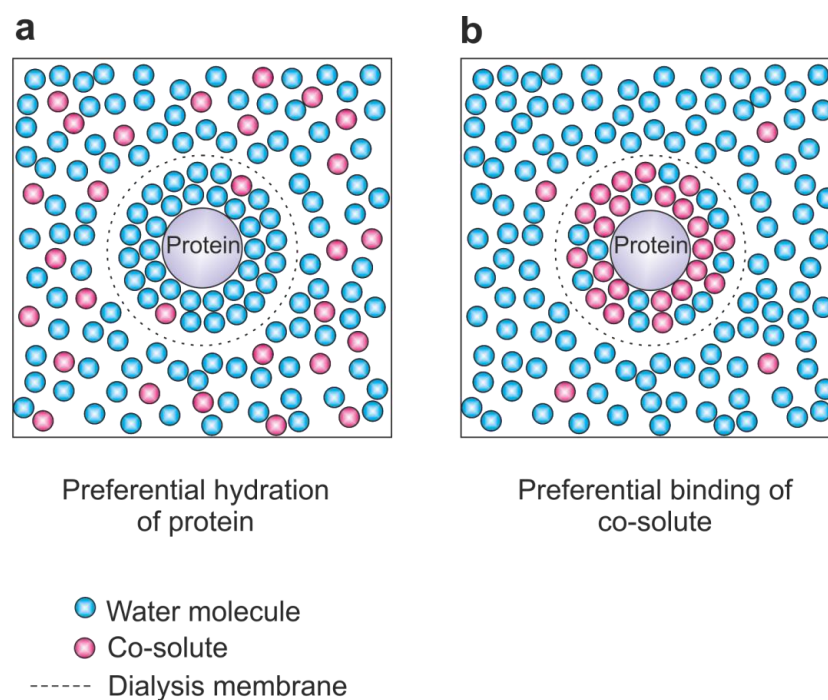 a
b
Protein
Protein
Preferential hydration
of protein
Preferential binding of
co-solute
Water molecule
Co-solute
Dialysis membrane